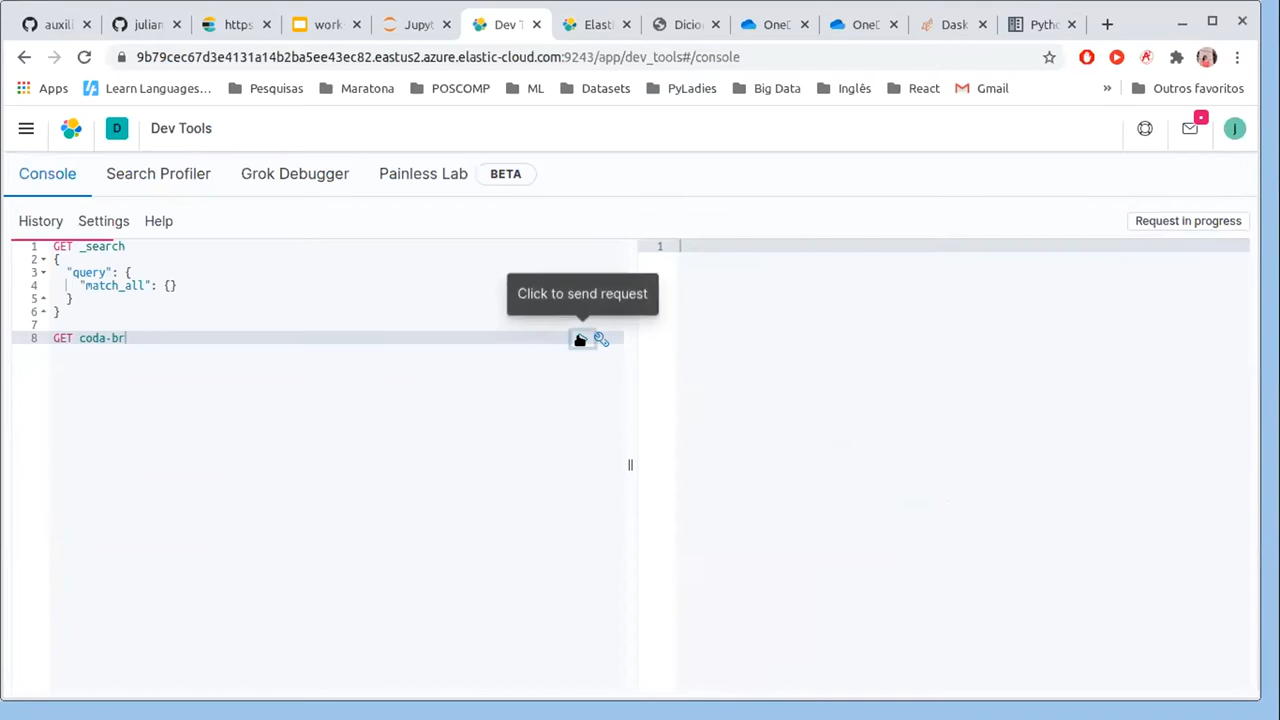 auxili
julian
https
work
Jupyt
Dev T
Elasti
Dicio
OneD
OneD
Dask
Pytho
9b79cec67d3e4131a14b2ba5ee43ec82.eastus2.azure.elastic-cloud.com:9243/app/dev_tools#/console
Apps
Learn Languages...
Pesquisas
Maratona
POSCOMP
ML
Datasets
PyLadies
Big Data
Inglês
React
Gmail
»
Outros favoritos
D
Dev Tools
j
Console
Search Profiler
Grok Debugger
Painless Lab
BETA
History
Settings
Help
Request in progress
1 GET _search
2 {
3 "query": {
4 "match_all": {}
5 }
6 }
7
8 GET coda-br
Click to send request
1